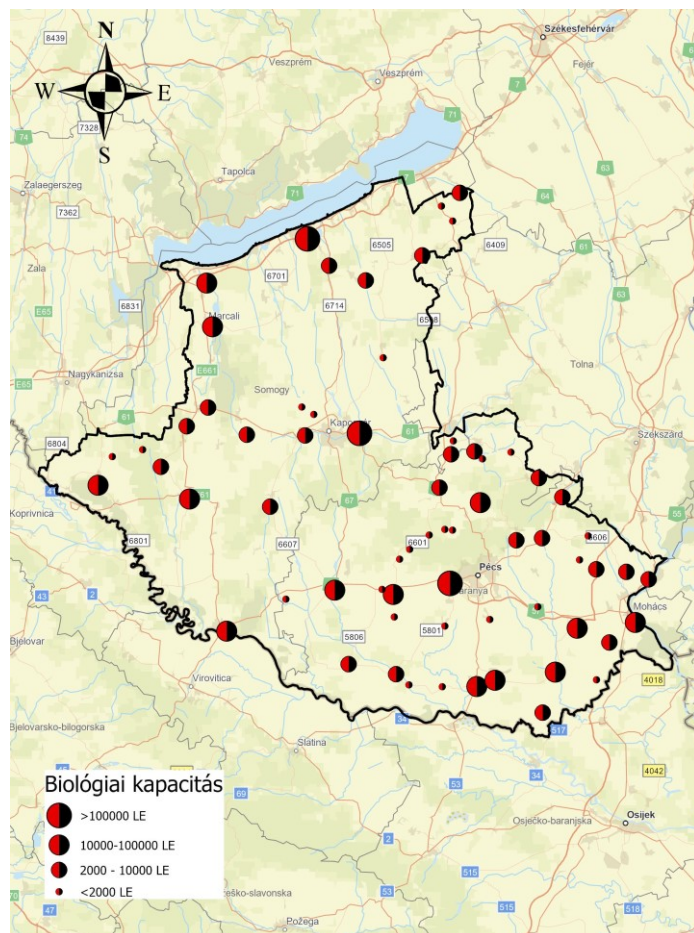 N
W E
S
Székesfehérvár
8439
Veszprém
Fejér
Veszprém
7
71
7328
74
Tapolca
63
Zalaegerszeg
71
7
64
7362
6505
6409
61
Zala
6701
E65
6831
6714
63
Marcali
Tolna
E661
E65
Nagykanizsa
Somogy
61
Kaposvár
61
6804
Szekszárd
67
41
Koprivnica
55
6801
6607
6601
6606
Pécs
43
2
Mohács
Bjelovar
5806
5801
Virovitica
4018
34
517
Bjelovarsko-bilogorska
Slatina
53
34
4042
Biológiai kapacitás
69
>100000 LE
Osječko-baranjska
Osijek
10000-100000 LE
2
2000 - 10000 LE
515
515
<2000 LE
53
47
518
Požega